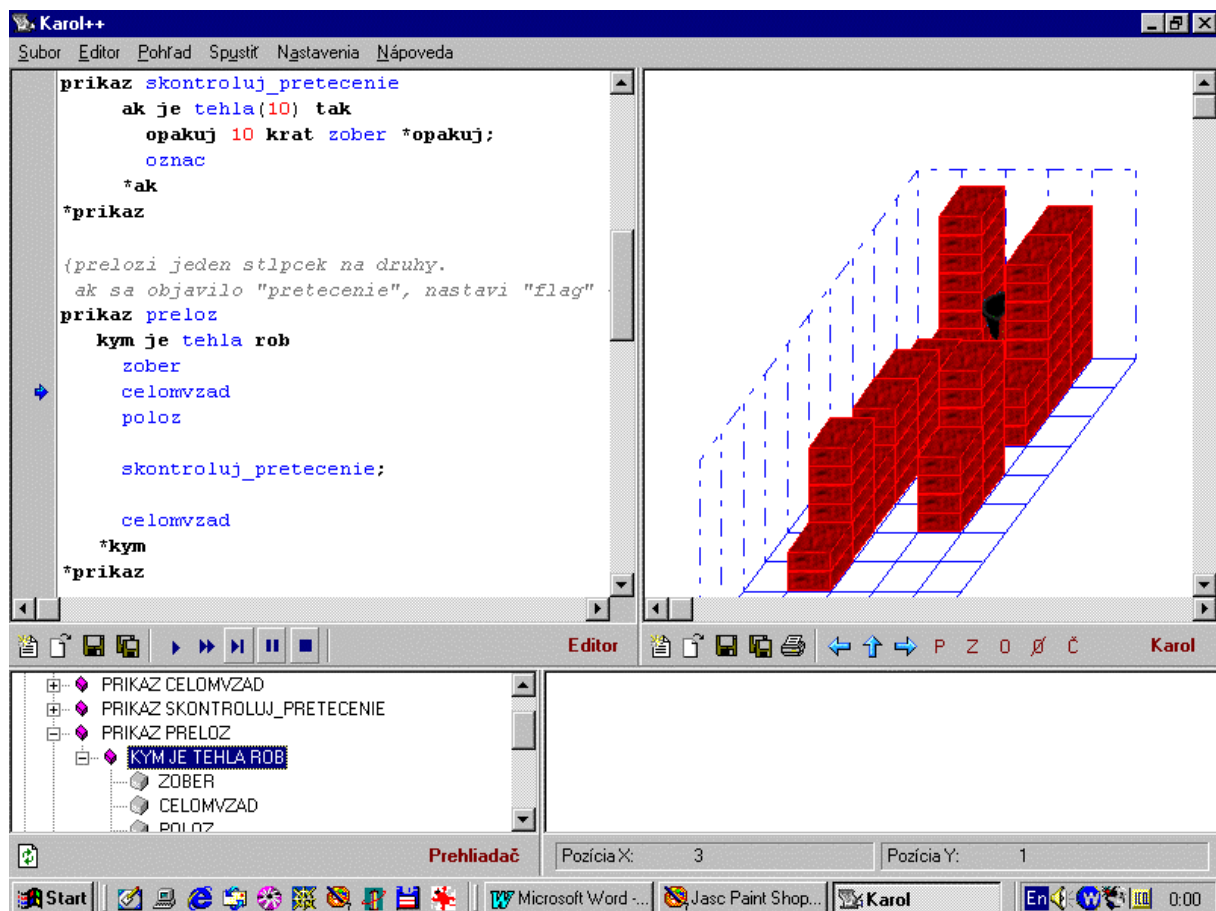 Karol++
Subor Editor Pohľad Spustiť Nastavenia Nápoveda
prikaz skontroluj_pretecenie
ak je tehla(10) tak
opakuj 10 krat zober *opakuj;
oznac
*ak
*prikaz
{prelozi jeden stlpcek na druhy.
ak sa objavilo "pretecenie", nastavi "flag"
prikaz preloz
kym je tehla rob
zober
celomvzad
poloz
skontroluj_pretecenie;
celomvzad
*kym
*prikaz
Editor
P Z O Ø Č Karol
PRIKAZ CELOMVZAD
PRIKAZ SKONTROLUJ_PRETECENIE
PRIKAZ PRELOZ
KYM JE TEHLA ROB
ZOBER
CELOMVZAD
POLOZ
Prehliadač
Pozícia X: 3
Pozícia Y: 1
Start
Microsoft Word -...
Jasc Paint Shop...
Karol
En
0:00